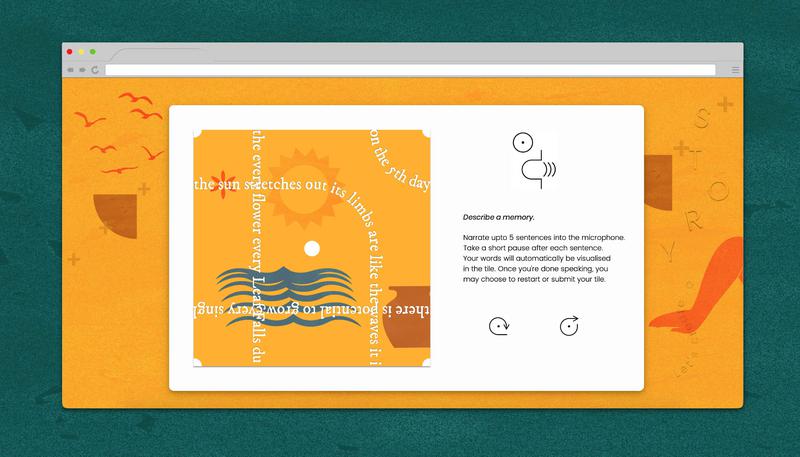 the every flower every Leaf Falls du
on the 5th day
the sun stretches out its limbs are like the waves it i
there is potential to grow upwards singl
STORY
Describe a memory.
Narrate upto 5 sentences into the microphone.
Take a short pause after each sentence.
Your words will automatically be visualised
in the tile. Once you're done speaking, you
may choose to restart or submit your tile.